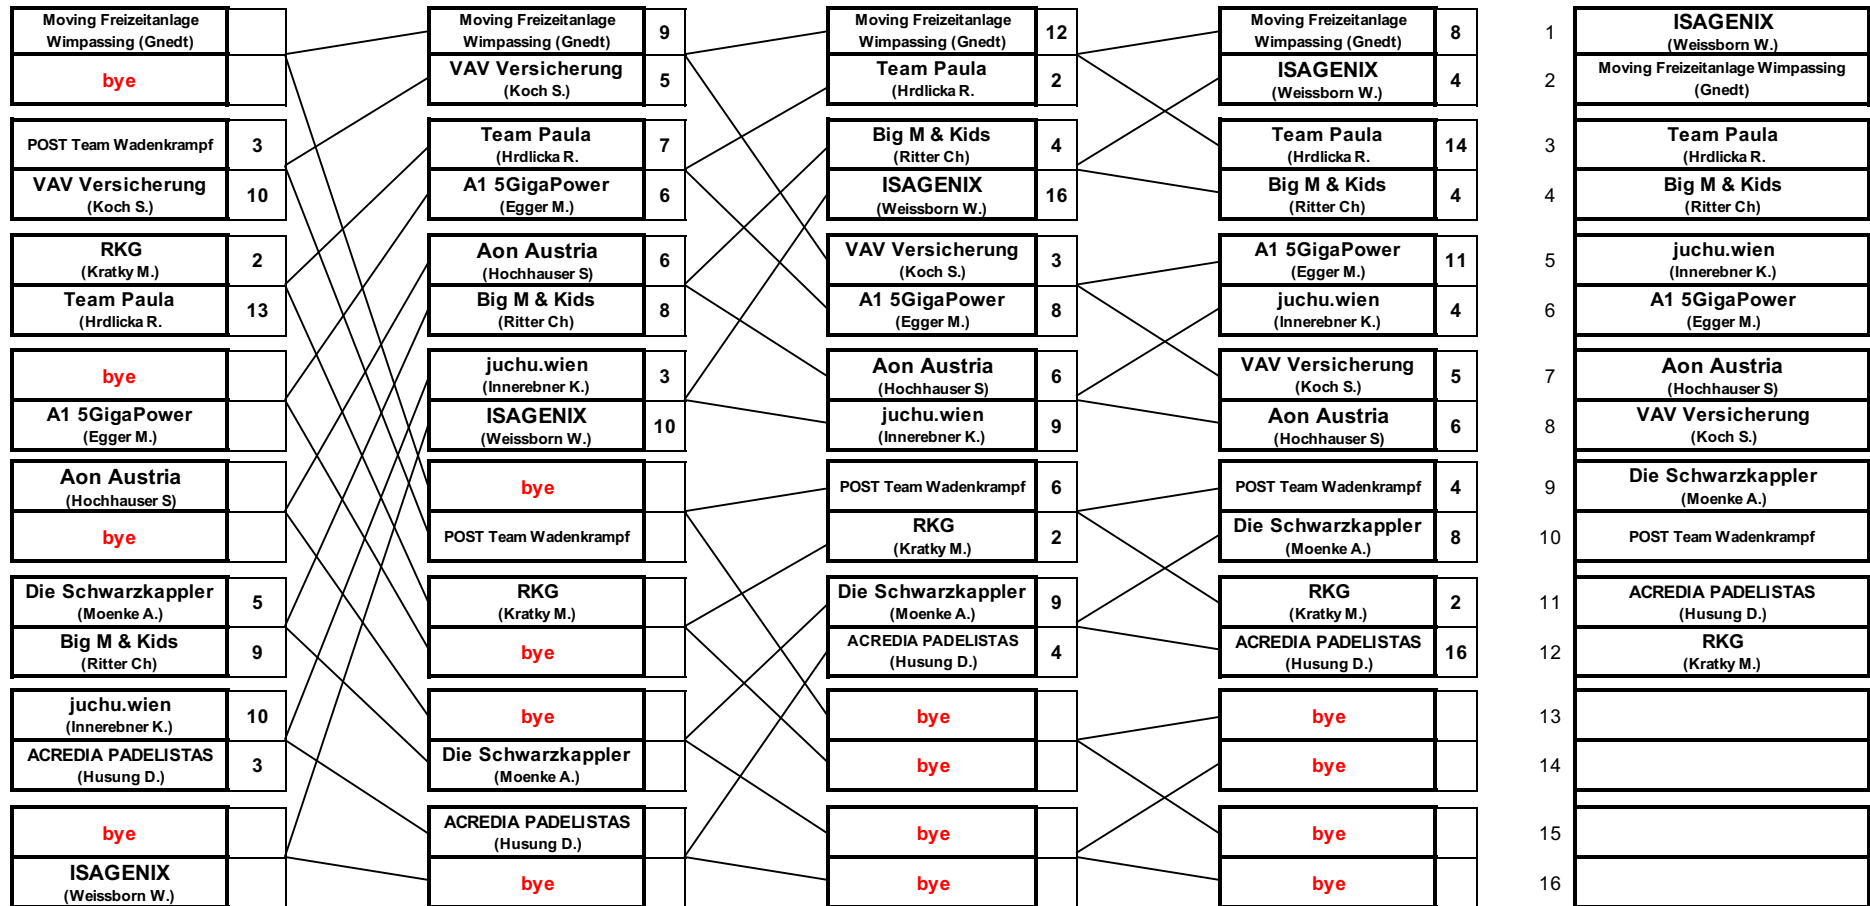 Moving Freizeitanlage
Wimpassing (Gnedt)
bye
POST Team Wadenkrampf
3
VAV Versicherung
(Koch S.)
10
RKG
(Kratky M.)
2
Team Paula
(Hrdlicka R.
13
bye
A1 5GigaPower
(Egger M.)
Aon Austria
(Hochhauser S)
bye
Die Schwarzkappler
(Moenke A.)
5
Big M & Kids
(Ritter Ch)
9
juchu.wien
(Innerebner K.)
10
ACREDIA PADELISTAS
(Husung D.)
3
bye
ISAGENIX
(Weissborn W.)
Moving Freizeitanlage
Wimpassing (Gnedt)
9
VAV Versicherung
(Koch S.)
5
Team Paula
(Hrdlicka R.
7
A1 5GigaPower
(Egger M.)
6
Aon Austria
(Hochhauser S)
6
Big M & Kids
(Ritter Ch)
8
juchu.wien
(Innerebner K.)
3
ISAGENIX
(Weissborn W.)
10
bye
POST Team Wadenkrampf
RKG
(Kratky M.)
bye
bye
Die Schwarzkappler
(Moenke A.)
ACREDIA PADELISTAS
(Husung D.)
bye
Moving Freizeitanlage
Wimpassing (Gnedt)
12
Team Paula
(Hrdlicka R.
2
Big M & Kids
(Ritter Ch)
4
ISAGENIX
(Weissborn W.)
16
VAV Versicherung
(Koch S.)
3
A1 5GigaPower
(Egger M.)
8
Aon Austria
(Hochhauser S)
6
juchu.wien
(Innerebner K.)
9
POST Team Wadenkrampf
6
RKG
(Kratky M.)
2
Die Schwarzkappler
(Moenke A.)
9
ACREDIA PADELISTAS
(Husung D.)
4
bye
bye
bye
bye
Moving Freizeitanlage
Wimpassing (Gnedt)
8
ISAGENIX
(Weissborn W.)
4
Team Paula
(Hrdlicka R.
14
Big M & Kids
(Ritter Ch)
4
A1 5GigaPower
(Egger M.)
11
juchu.wien
(Innerebner K.)
4
VAV Versicherung
(Koch S.)
5
Aon Austria
(Hochhauser S)
6
POST Team Wadenkrampf
4
Die Schwarzkappler
(Moenke A.)
8
RKG
(Kratky M.)
2
ACREDIA PADELISTAS
(Husung D.)
16
bye
bye
bye
bye
1
ISAGENIX
(Weissborn W.)
2
Moving Freizeitanlage Wimpassing
(Gnedt)
3
Team Paula
(Hrdlicka R.
4
Big M & Kids
(Ritter Ch)
5
juchu.wien
(Innerebner K.)
6
A1 5GigaPower
(Egger M.)
7
Aon Austria
(Hochhauser S)
8
VAV Versicherung
(Koch S.)
9
Die Schwarzkappler
(Moenke A.)
10
POST Team Wadenkrampf
11
ACREDIA PADELISTAS
(Husung D.)
12
RKG
(Kratky M.)
13
14
15
16